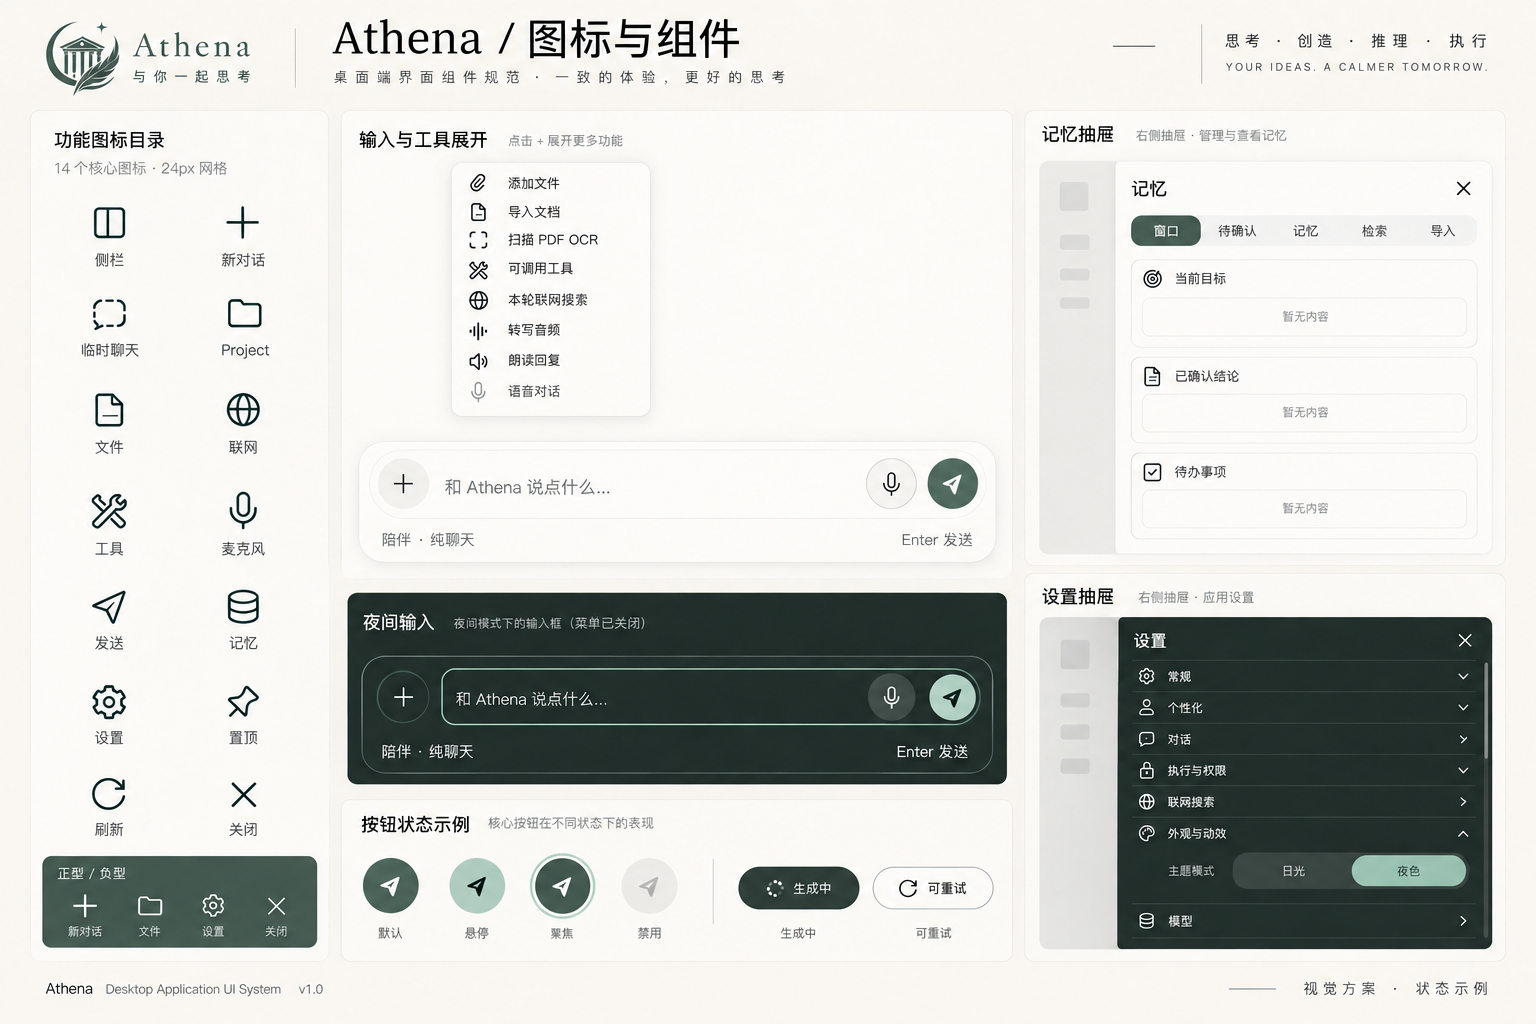 Athena
与你一起思考
Athena / 图标与组件
桌面端界面组件规范 · 一致的体验, 更好的思考
思考 · 创造 · 推理 · 执行
YOUR IDEAS. A CALMER TOMORROW.
功能图标目录
14 个核心图标 · 24px 网格
侧栏
新对话
临时聊天
Project
文件
联网
工具
麦克风
发送
记忆
设置
置顶
刷新
关闭
正型 / 负型
新对话
文件
设置
关闭
输入与工具展开
点击 + 展开更多功能
添加文件
导入文档
扫描 PDF OCR
可调用工具
本轮联网搜索
转写音频
朗读回复
语音对话
和 Athena 说点什么...
陪伴 · 纯聊天
Enter 发送
夜间输入
夜间模式下的输入框（菜单已关闭）
和 Athena 说点什么...
陪伴 · 纯聊天
Enter 发送
按钮状态示例
核心按钮在不同状态下的表现
默认
悬停
聚焦
禁用
生成中
生成中
可重试
可重试
记忆抽屉
右侧抽屉 · 管理与查看记忆
记忆
窗口
待确认
记忆
检索
导入
当前目标
暂无内容
已确认结论
暂无内容
待办事项
暂无内容
设置抽屉
右侧抽屉 · 应用设置
设置
常规
个性化
对话
执行与权限
联网搜索
外观与动效
主题模式
日光
夜色
模型
Athena Desktop Application UI System v1.0
视觉方案 · 状态示例